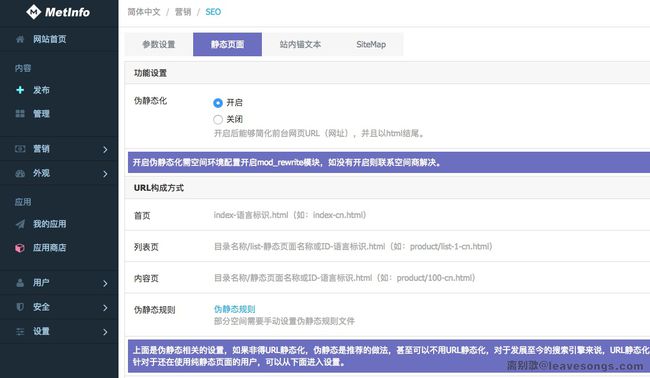 MetInfo
简体中文 / 营销 / SEO
网站首页
参数设置 静态页面 站内锚文本 SiteMap
内容
功能设置
发布
伪静态化 开启
管理
关闭
开启后能够简化前台网页URL（网址），并且以html结尾。
营销
开启伪静态化需空间环境配置开启mod_rewrite模块，如没有开启则联系空间商解决。
外观
URL构成方式
应用
首页 index-语言标识.html（如：index-cn.html）
我的应用
列表页 目录名称/list-静态页面名称或ID-语言标识.html（如：product/list-1-cn.html）
应用商店
内容页 目录名称/静态页面名称或ID-语言标识.html（如：product/100-cn.html）
用户
伪静态规则 伪静态规则
安全
部分空间需要手动设置伪静态规则文件
设置
上面是伪静态相关的设置，如果非得URL静态化，伪静态是推荐的做法，甚至可以不用URL静态化，对于发展至今的搜索引擎来说，URL静态化
针对于还在使用纯静态页面的用户，可以从下面进入设置。
离别歌@leavesongs.com